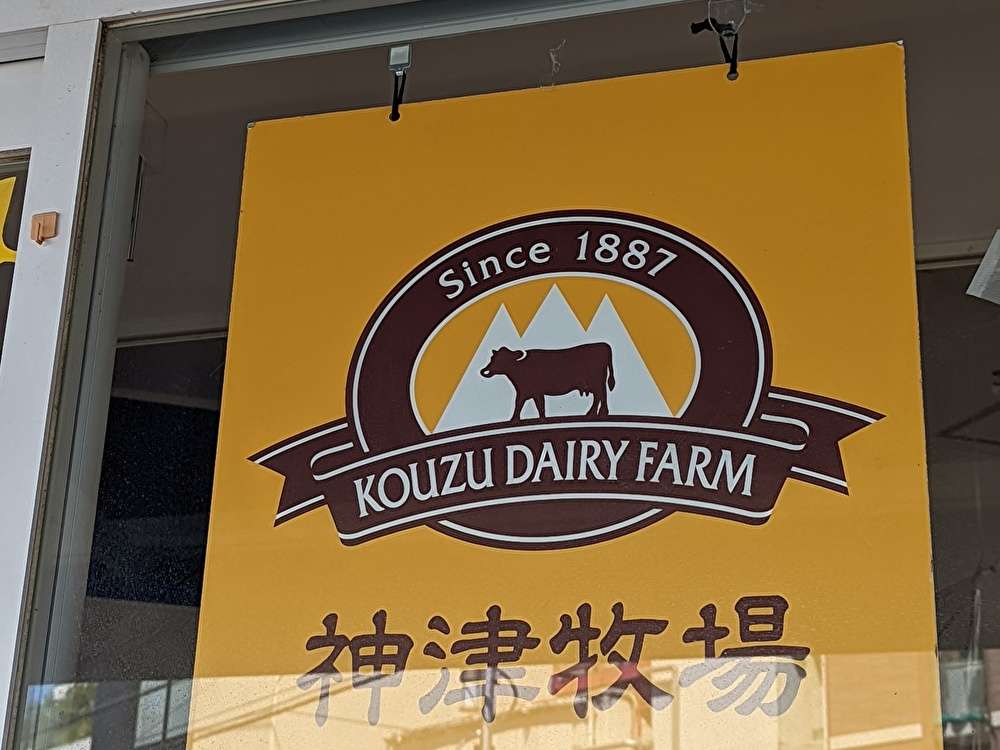 Since 1887
KOUZU DAIRY FARM
神津牧場